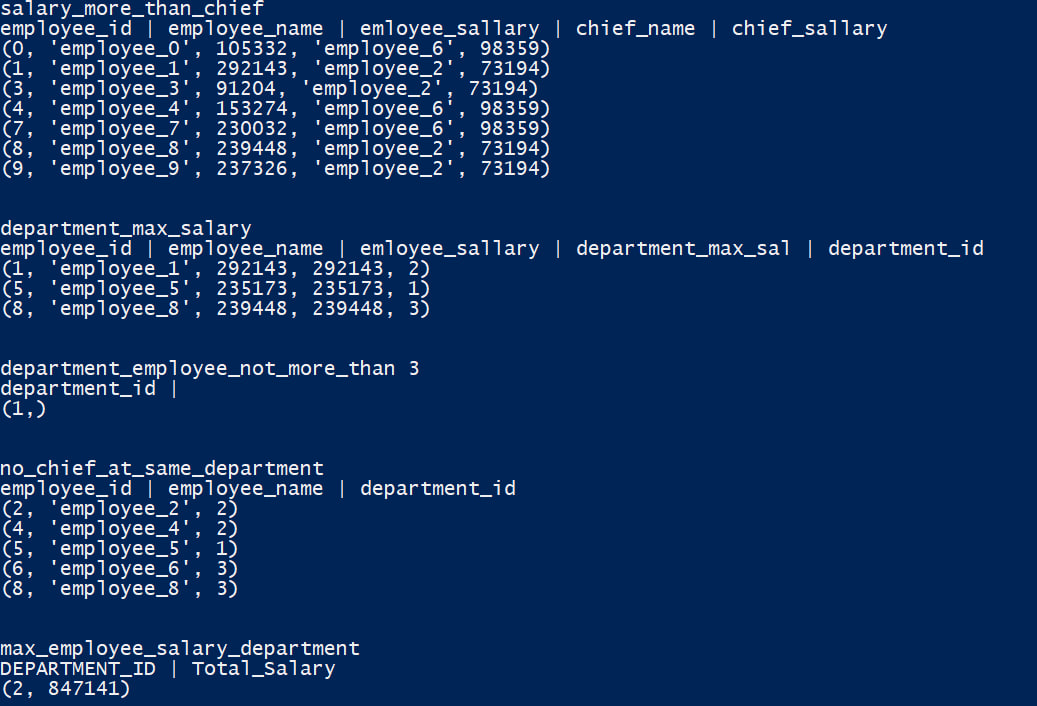 salary_more_than_chief
employee_id | employee_name | emloyee_sallary | chief_name | chief_sallary
(0, 'employee_0', 105332, 'employee_6', 98359)
(1, 'employee_1', 292143, 'employee_2', 73194)
(3, 'employee_3', 91204, 'employee_2', 73194)
(4, 'employee_4', 153274, 'employee_6', 98359)
(7, 'employee_7', 230032, 'employee_6', 98359)
(8, 'employee_8', 239448, 'employee_2', 73194)
(9, 'employee_9', 237326, 'employee_2', 73194)
department_max_salary
employee_id | employee_name | emloyee_sallary | department_max_sal | department_id
(1, 'employee_1', 292143, 292143, 2)
(5, 'employee_5', 235173, 235173, 1)
(8, 'employee_8', 239448, 239448, 3)
department_employee_not_more_than 3
department_id |
(1,)
no_chief_at_same_department
employee_id | employee_name | department_id
(2, 'employee_2', 2)
(4, 'employee_4', 2)
(5, 'employee_5', 1)
(6, 'employee_6', 3)
(8, 'employee_8', 3)
max_employee_salary_department
DEPARTMENT_ID | Total_Salary
(2, 847141)